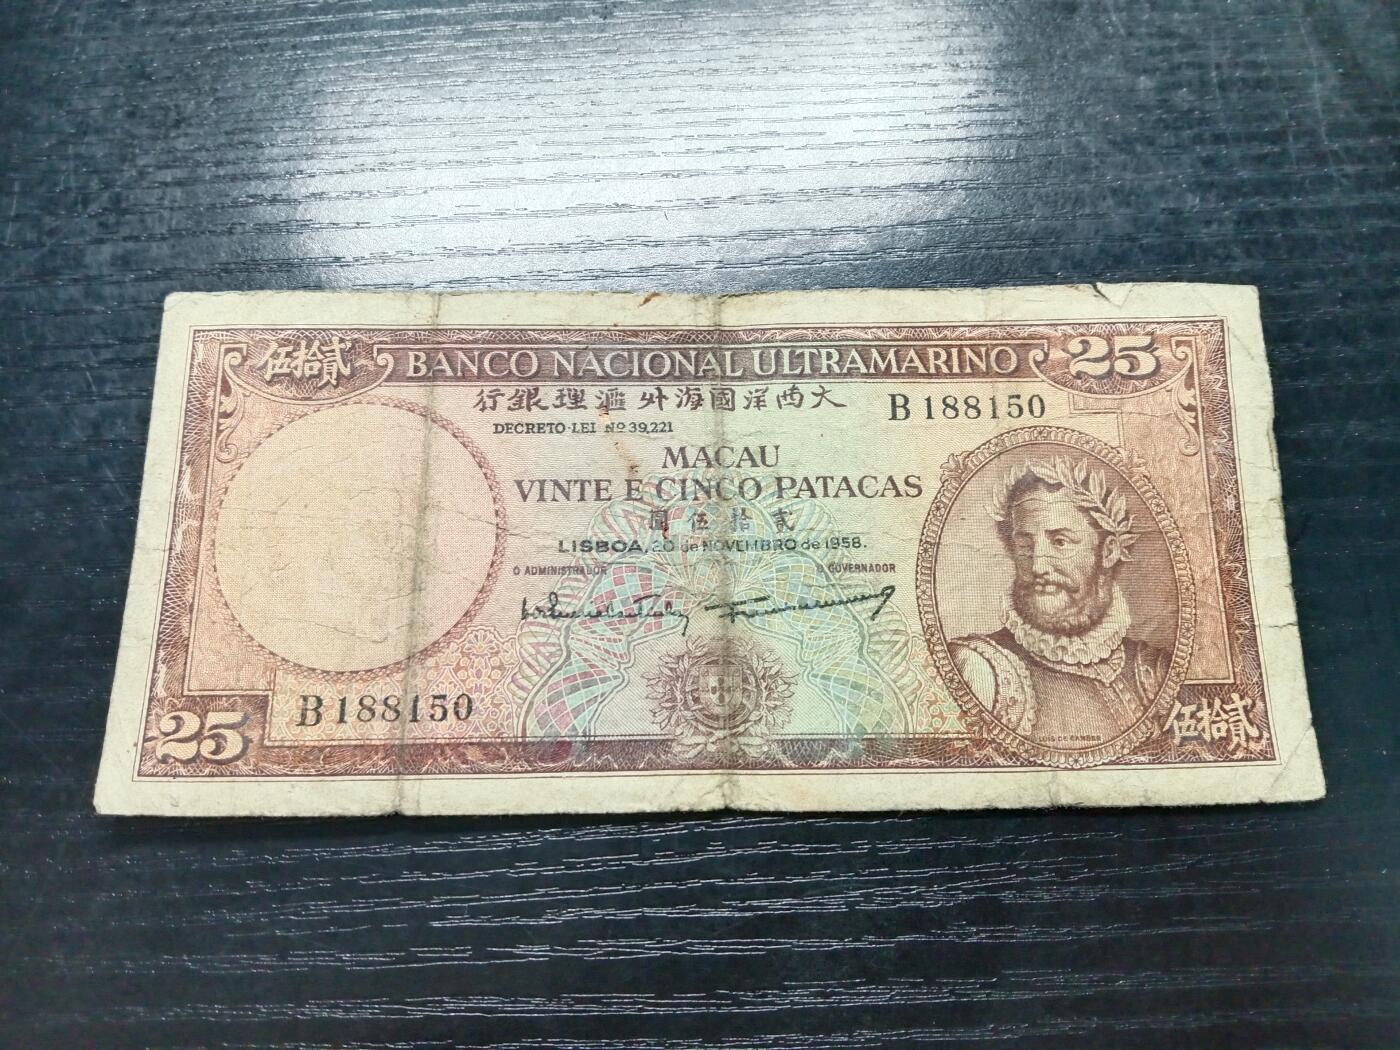 伍拾貳 BANCO NACIONAL ULTRAMARINO 25
行銀理滙外海國洋西大 B 188150
DECRETO-LEI Nº 39,221
MACAU
VINTE E CINCO PATACAS
圓伍拾貳
LISBOA, 20 de NOVEMBRO de 1958.
O ADMINISTRADOR O GOVERNADOR
B 188150
25 伍拾貳